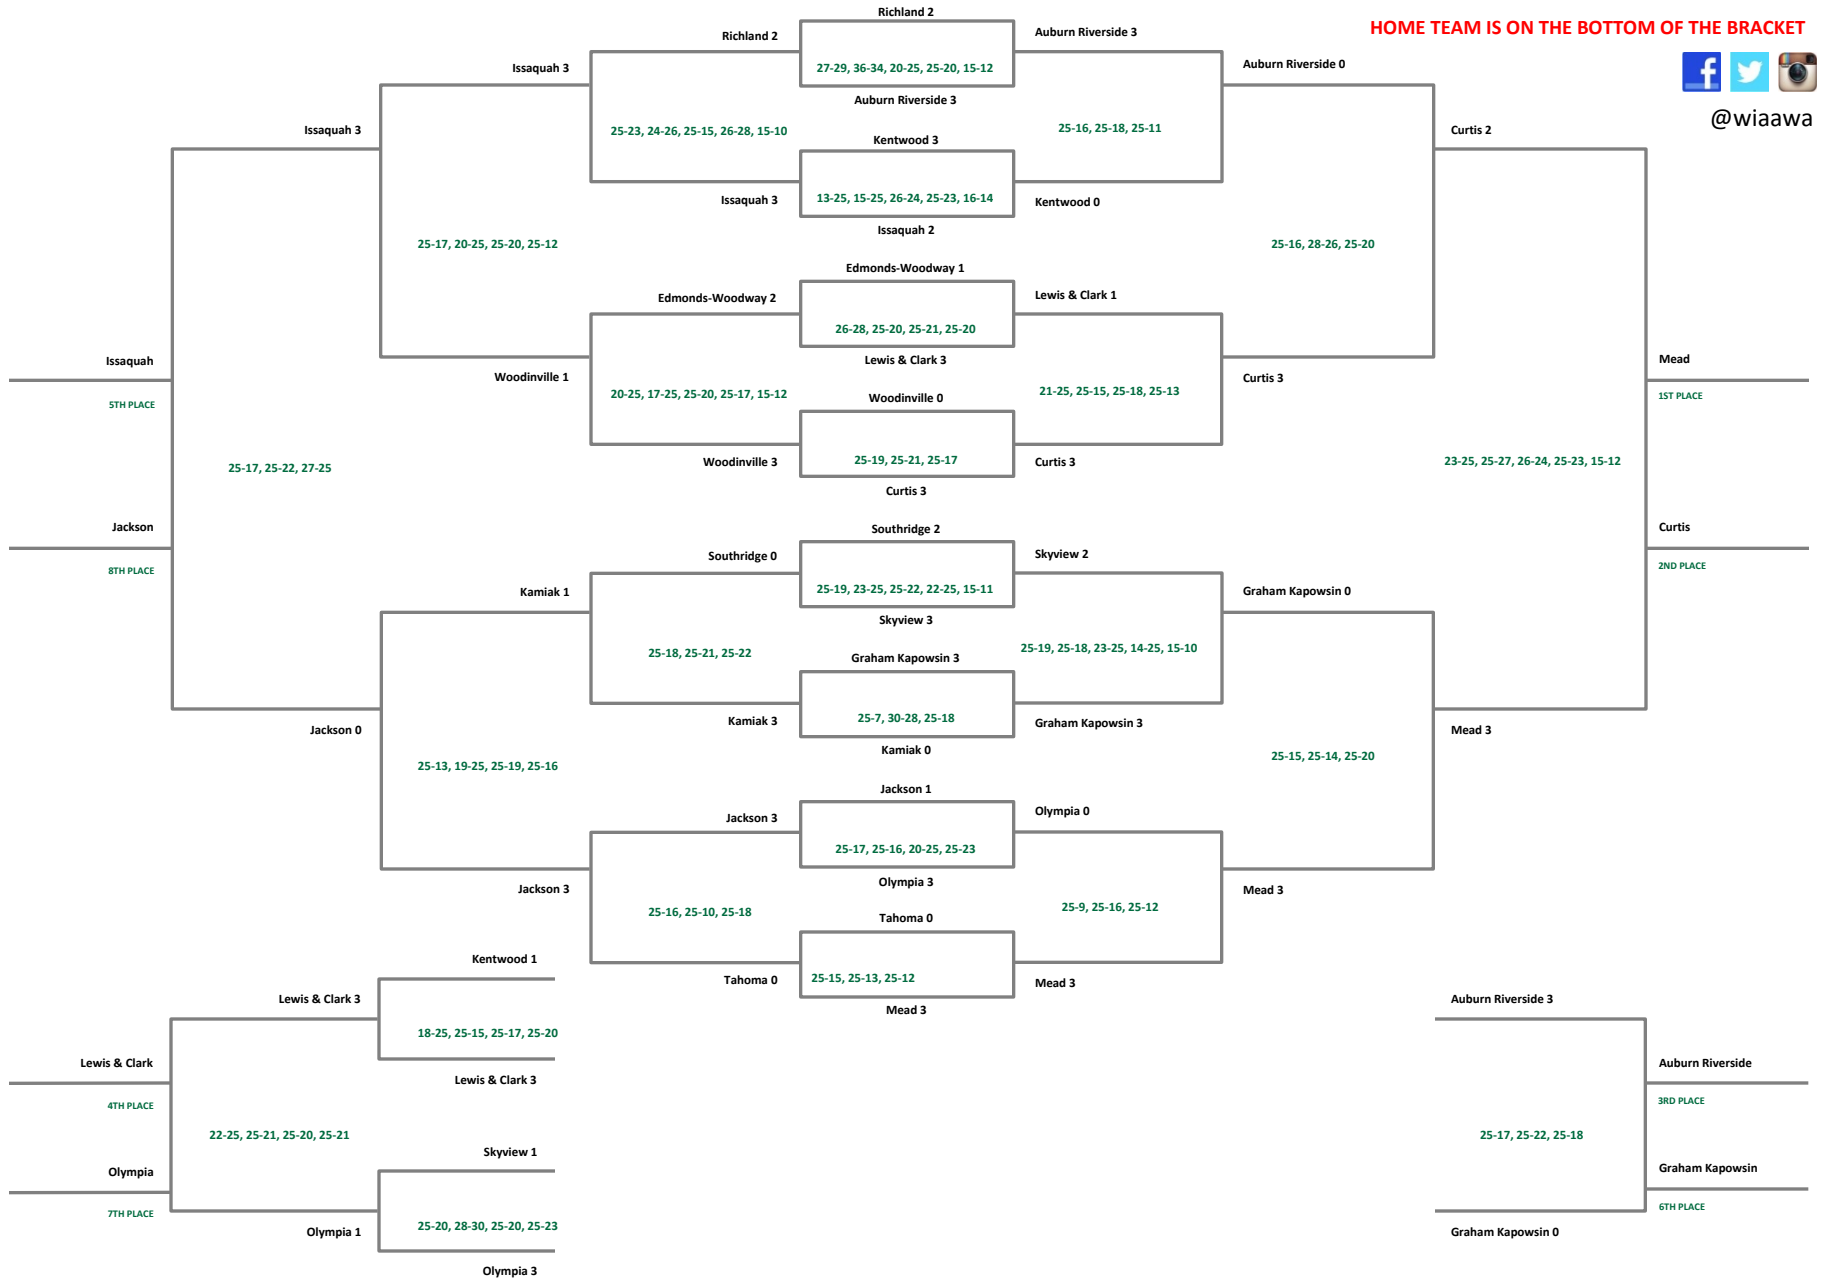 HOME TEAM IS ON THE BOTTOM OF THE BRACKET
@wiaawa
Richland 2
27-29, 36-34, 20-25, 25-20, 15-12
Auburn Riverside 3
Kentwood 3
13-25, 15-25, 26-24, 25-23, 16-14
Issaquah 2
Edmonds-Woodway 1
26-28, 25-20, 25-21, 25-20
Lewis & Clark 3
Woodinville 0
25-19, 25-21, 25-17
Curtis 3
Southridge 2
25-19, 23-25, 25-22, 22-25, 15-11
Skyview 3
Graham Kapowsin 3
25-7, 30-28, 25-18
Kamiak 0
Jackson 1
25-17, 25-16, 20-25, 25-23
Olympia 3
Tahoma 0
25-15, 25-13, 25-12
Mead 3
Auburn Riverside 3
25-16, 25-18, 25-11
Kentwood 0
Lewis & Clark 1
21-25, 25-15, 25-18, 25-13
Curtis 3
Skyview 2
25-19, 25-18, 23-25, 14-25, 15-10
Graham Kapowsin 3
Olympia 0
25-9, 25-16, 25-12
Mead 3
Auburn Riverside 0
25-16, 28-26, 25-20
Curtis 3
Graham Kapowsin 0
25-15, 25-14, 25-20
Mead 3
Curtis 2
23-25, 25-27, 26-24, 25-23, 15-12
Mead 3
Mead
1ST PLACE
Curtis
2ND PLACE
Richland 2
25-23, 24-26, 25-15, 26-28, 15-10
Issaquah 3
Edmonds-Woodway 2
20-25, 17-25, 25-20, 25-17, 15-12
Woodinville 3
Southridge 0
25-18, 25-21, 25-22
Kamiak 3
Jackson 3
25-16, 25-10, 25-18
Tahoma 0
Issaquah 3
25-17, 20-25, 25-20, 25-12
Woodinville 1
Kamiak 1
25-13, 19-25, 25-19, 25-16
Jackson 3
Issaquah 3
25-17, 25-22, 27-25
Jackson 0
Issaquah
5TH PLACE
Jackson
8TH PLACE
Kentwood 1
18-25, 25-15, 25-17, 25-20
Lewis & Clark 3
Skyview 1
25-20, 28-30, 25-20, 25-23
Olympia 3
Lewis & Clark 3
22-25, 25-21, 25-20, 25-21
Olympia 1
Lewis & Clark
4TH PLACE
Olympia
7TH PLACE
Auburn Riverside 3
25-17, 25-22, 25-18
Graham Kapowsin 0
Auburn Riverside
3RD PLACE
Graham Kapowsin
6TH PLACE